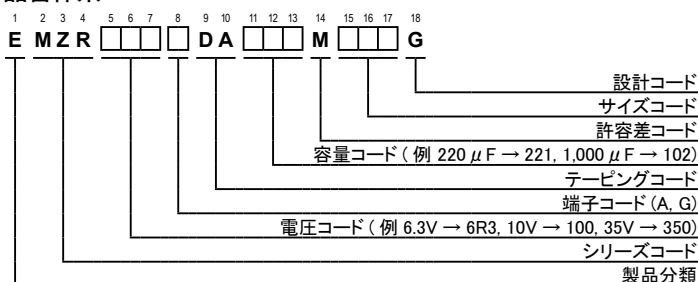 1 2 3 4 5 6 7 8 9 10 11 12 13 14 15 16 17 18
E M Z R □□□ □ D A □□□ M □□□ G
設計コード
サイズコード
許容差コード
容量コード ( 例 220 μ F → 221, 1,000 μ F → 102)
テーピングコード
端子コード (A, G)
電圧コード ( 例 6.3V → 6R3, 10V → 100, 35V → 350)
シリーズコード
製品分類